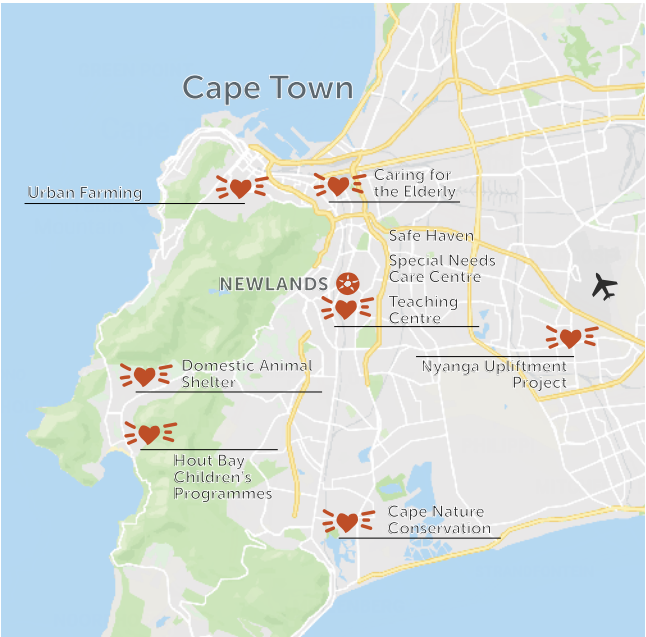 Cape Town
Urban Farming
Caring for
the Elderly
Safe Haven
Special Needs
Care Centre
NEWLANDS
Teaching
Centre
Nyanga Upliftment
Project
Domestic Animal
Shelter
Hout Bay
Children's
Programmes
Cape Nature
Conservation